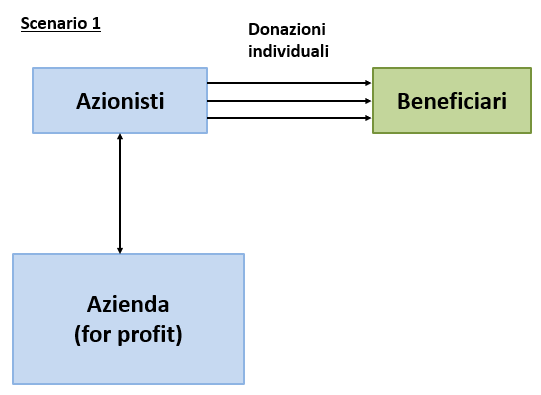 Scenario 1
Donazioni
individuali
Azionisti
Beneficiari
Azienda
(for profit)